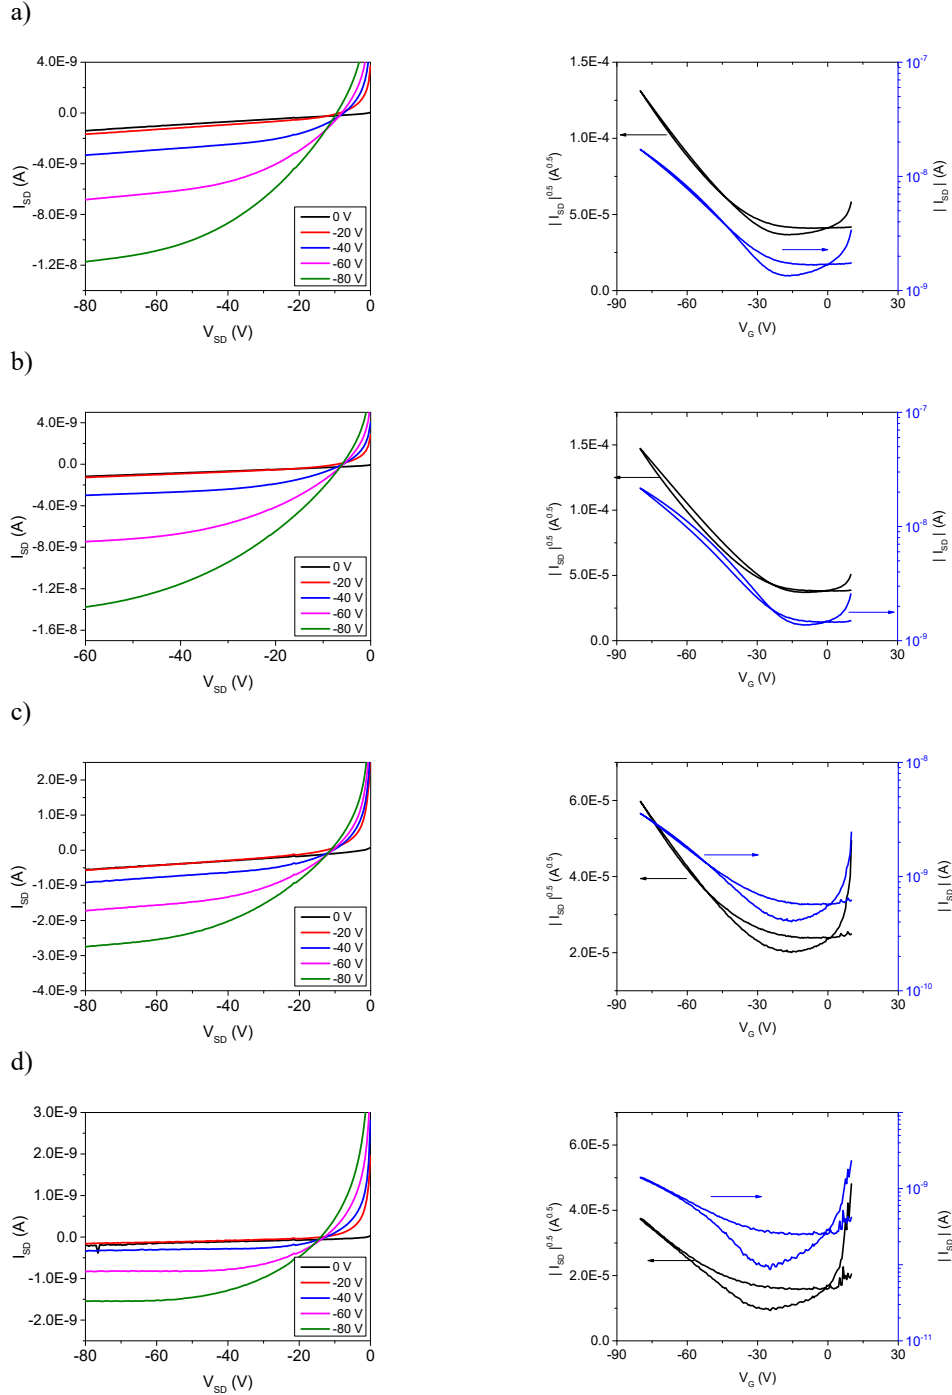 a)
4.0E-9
0.0
-4.0E-9
-8.0E-9
-1.2E-8
I_SD (A)
0 V
-20 V
-40 V
-60 V
-80 V
-80 -60 -40 -20 0
V_SD (V)
1.5E-4
1.0E-4
5.0E-5
0.0
| I_SD |^0.5 (A^0.5)
10^-7
10^-8
10^-9
| I_SD | (A)
-90 -60 -30 0 30
V_G (V)
b)
4.0E-9
0.0
-4.0E-9
-8.0E-9
-1.2E-8
-1.6E-8
I_SD (A)
0 V
-20 V
-40 V
-60 V
-80 V
-60 -40 -20 0
V_SD (V)
1.5E-4
1.0E-4
5.0E-5
0.0
| I_SD |^0.5 (A^0.5)
10^-7
10^-8
10^-9
| I_SD | (A)
-90 -60 -30 0 30
V_G (V)
c)
2.0E-9
1.0E-9
0.0
-1.0E-9
-2.0E-9
-3.0E-9
-4.0E-9
I_SD (A)
0 V
-20 V
-40 V
-60 V
-80 V
-80 -60 -40 -20 0
V_SD (V)
6.0E-5
4.0E-5
2.0E-5
| I_SD |^0.5 (A^0.5)
10^-8
10^-9
10^-10
| I_SD | (A)
-90 -60 -30 0 30
V_G (V)
d)
3.0E-9
2.0E-9
1.0E-9
0.0
-1.0E-9
-2.0E-9
I_SD (A)
0 V
-20 V
-40 V
-60 V
-80 V
-80 -60 -40 -20 0
V_SD (V)
6.0E-5
4.0E-5
2.0E-5
0.0
| I_SD |^0.5 (A^0.5)
10^-9
10^-10
10^-11
| I_SD | (A)
-90 -60 -30 0 30
V_G (V)